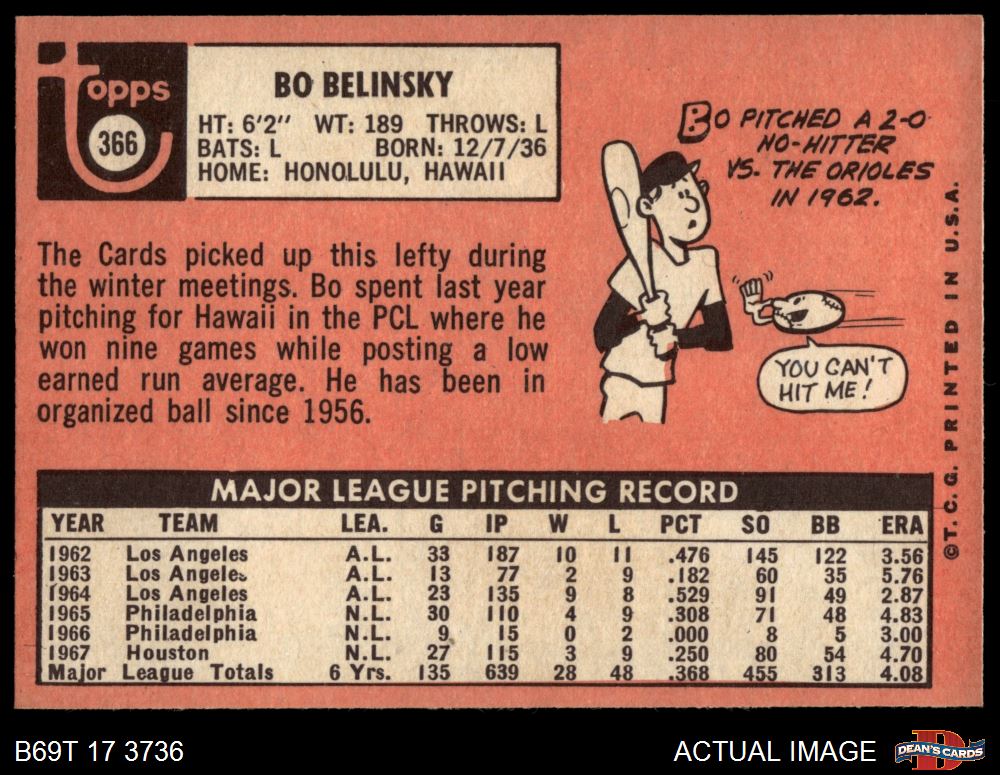 topps
366
BO BELINSKY
HT: 6'2" WT: 189 THROWS: L
BATS: L BORN: 12/7/36
HOME: HONOLULU, HAWAII
The Cards picked up this lefty during
the winter meetings. Bo spent last year
pitching for Hawaii in the PCL where he
won nine games while posting a low
earned run average. He has been in
organized ball since 1956.
BO PITCHED A 2-0
NO-HITTER
VS. THE ORIOLES
IN 1962.
YOU CAN'T
HIT ME!
©T. C. G. PRINTED IN U.S.A.
MAJOR LEAGUE PITCHING RECORD
YEAR TEAM LEA. G IP W L PCT SO BB ERA
1962 Los Angeles A.L. 33 187 10 11 .476 145 122 3.56
1963 Los Angeles A.L. 13 77 2 9 .182 60 35 5.76
1964 Los Angeles A.L. 23 135 9 8 .529 91 49 2.87
1965 Philadelphia N.L. 30 110 4 9 .308 71 48 4.83
1966 Philadelphia N.L. 9 15 0 2 .000 8 5 3.00
1967 Houston N.L. 27 115 3 9 .250 80 54 4.70
Major League Totals 6 Yrs. 135 639 28 48 .368 455 313 4.08
B69T 17 3736
ACTUAL IMAGE
DEAN'S CARDS